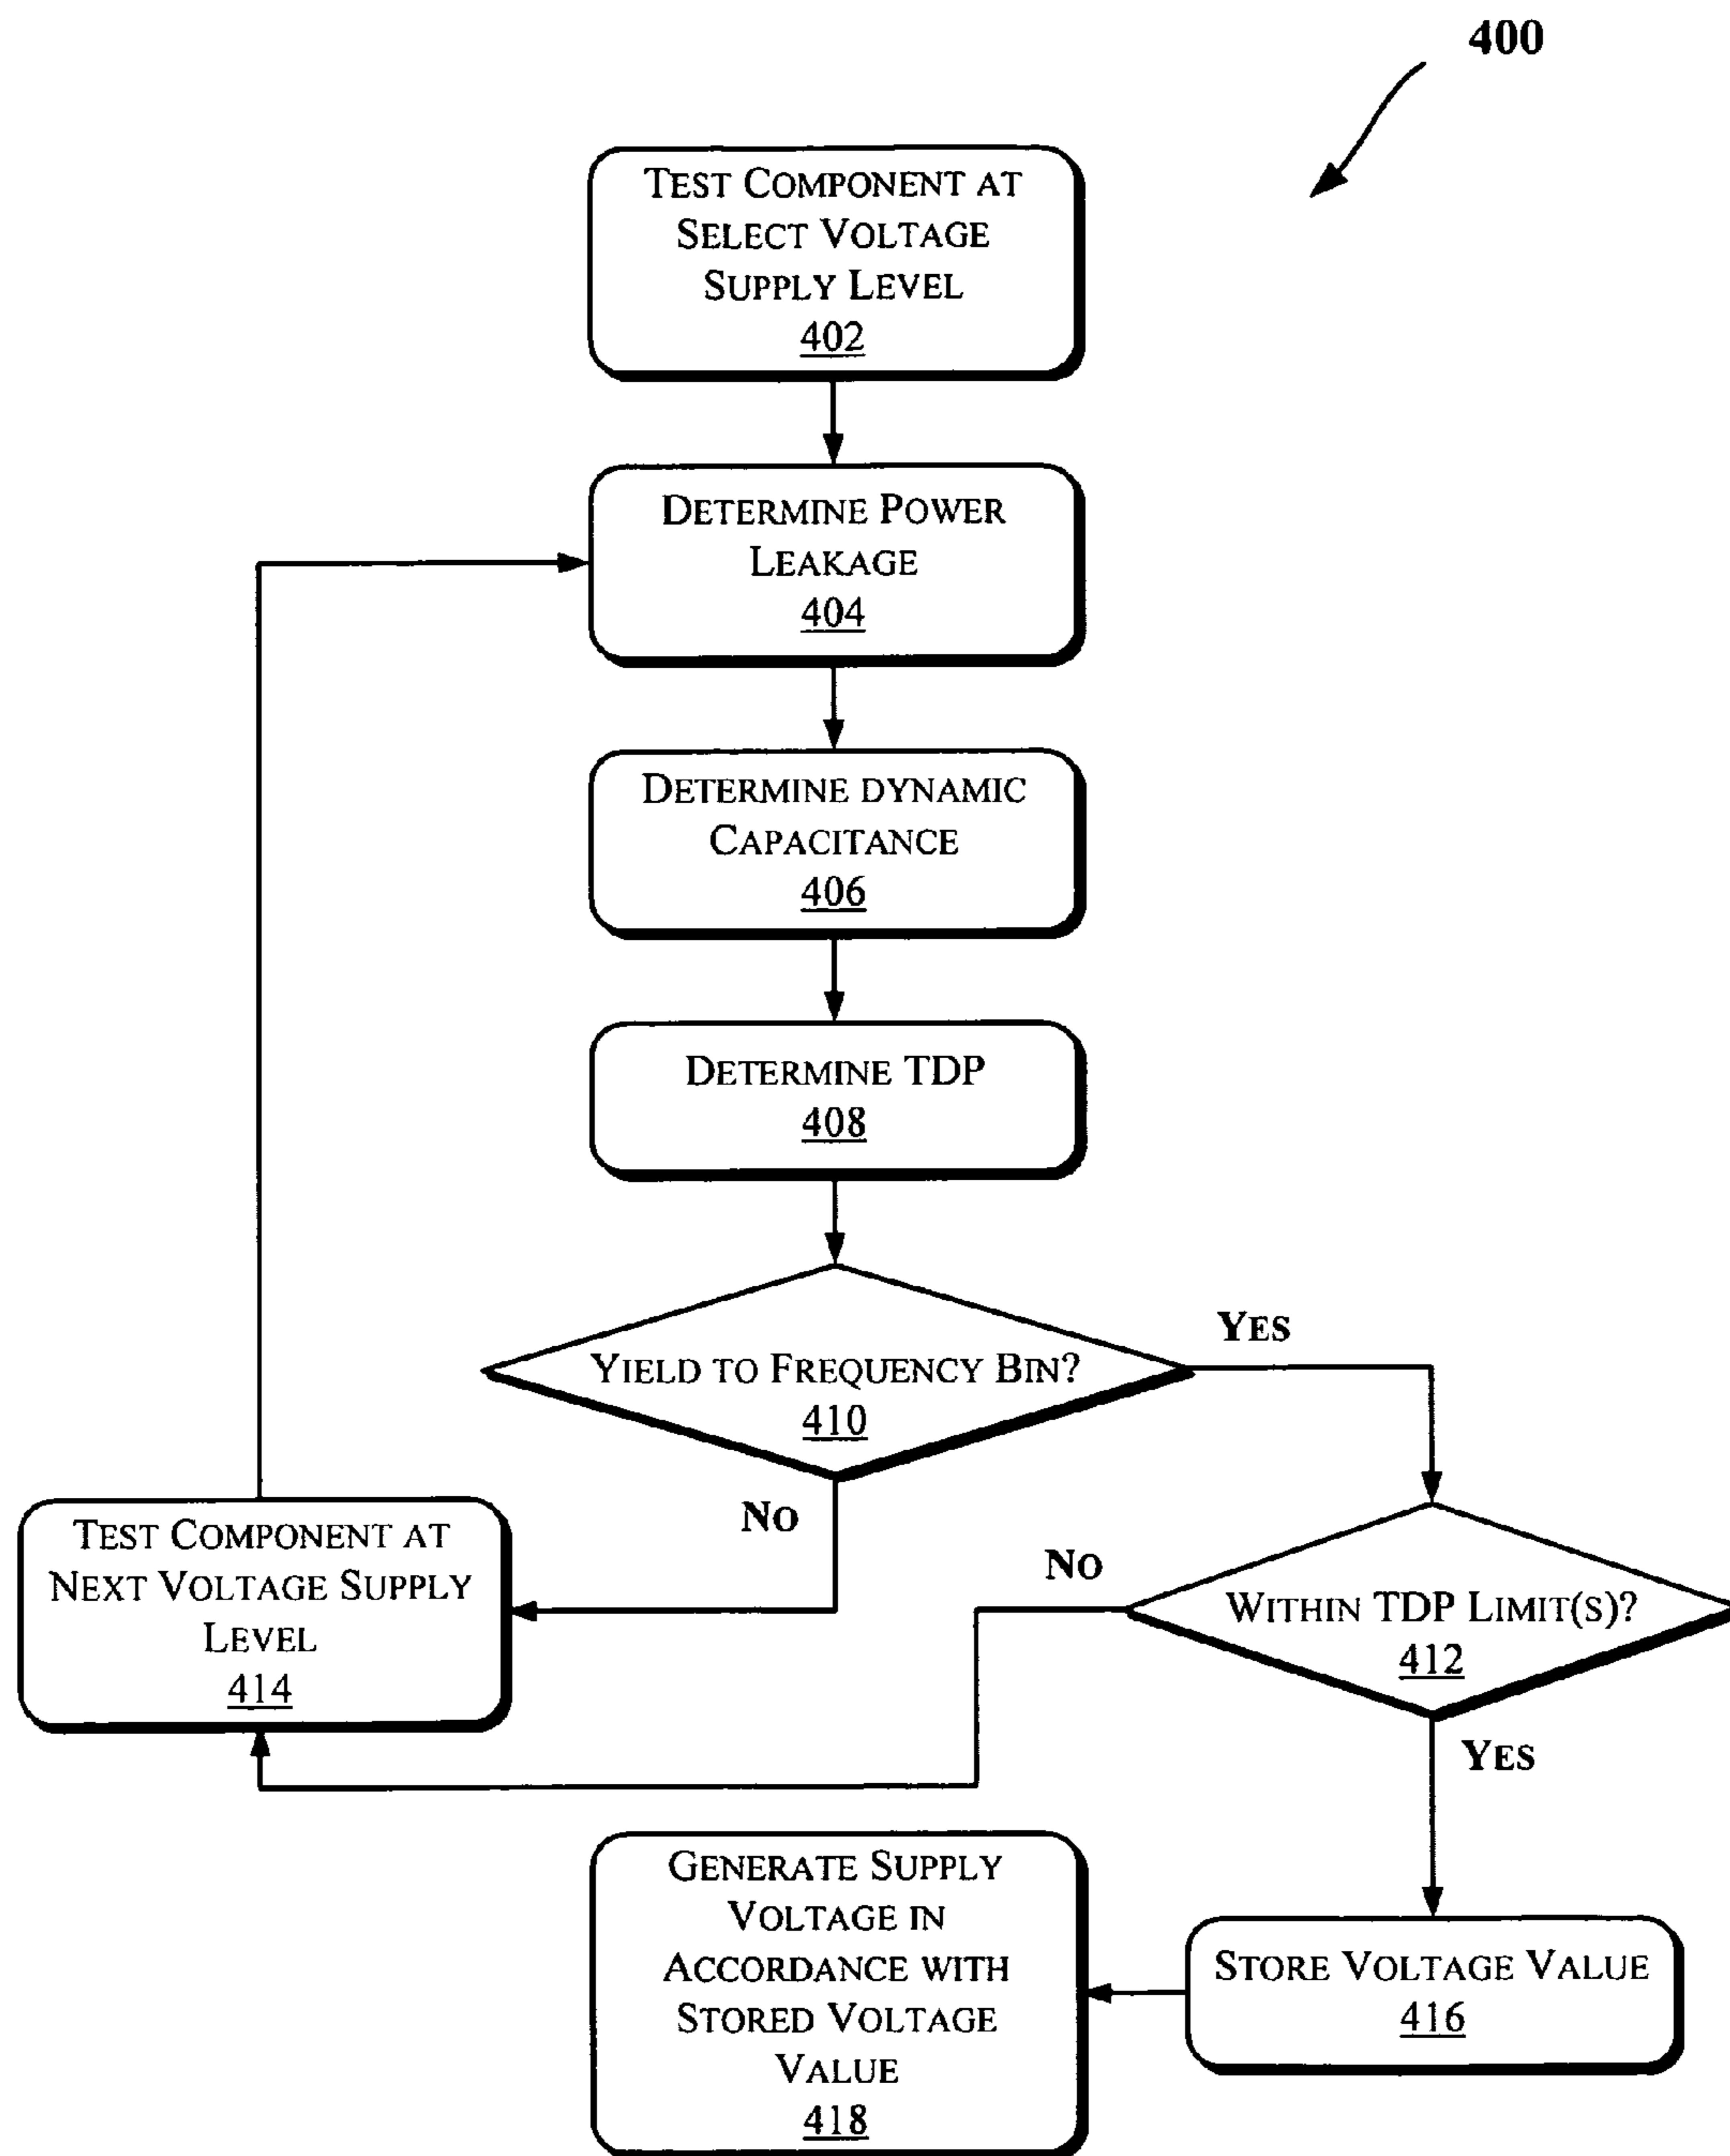 400
TEST COMPONENT AT
SELECT VOLTAGE
SUPPLY LEVEL
402
DETERMINE POWER
LEAKAGE
404
DETERMINE DYNAMIC
CAPACITANCE
406
DETERMINE TDP
408
YIELD TO FREQUENCY BIN?
410
YES
NO
TEST COMPONENT AT
NEXT VOLTAGE SUPPLY
LEVEL
414
NO
WITHIN TDP LIMIT(S)?
412
YES
STORE VOLTAGE VALUE
416
GENERATE SUPPLY
VOLTAGE IN
ACCORDANCE WITH
STORED VOLTAGE
VALUE
418